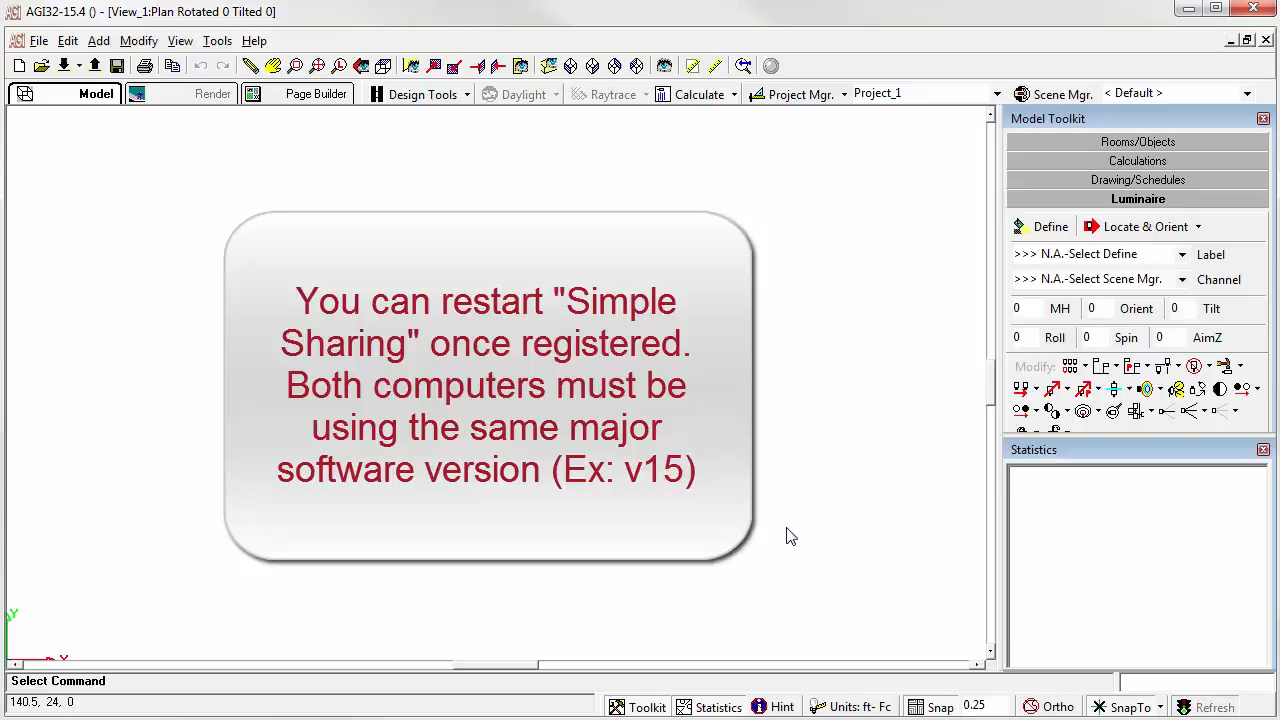 AGI32-15.4 () - [View_1:Plan Rotated 0 Tilted 0]
File Edit Add Modify View Tools Help
Model Render Page Builder Design Tools Daylight Raytrace Calculate Project Mgr. Project_1 Scene Mgr. < Default >
Model Toolkit
Rooms/Objects
Calculations
Drawing/Schedules
Luminaire
Define Locate & Orient
>>> N.A.-Select Define Label
>>> N.A.-Select Scene Mgr. Channel
0 MH 0 Orient 0 Tilt
0 Roll 0 Spin 0 AimZ
Modify:
Statistics
You can restart "Simple
Sharing" once registered.
Both computers must be
using the same major
software version (Ex: v15)
Y
X
Select Command
140.5, 24, 0
Toolkit Statistics Hint Units: ft- Fc Snap 0.25 Ortho SnapTo Refresh